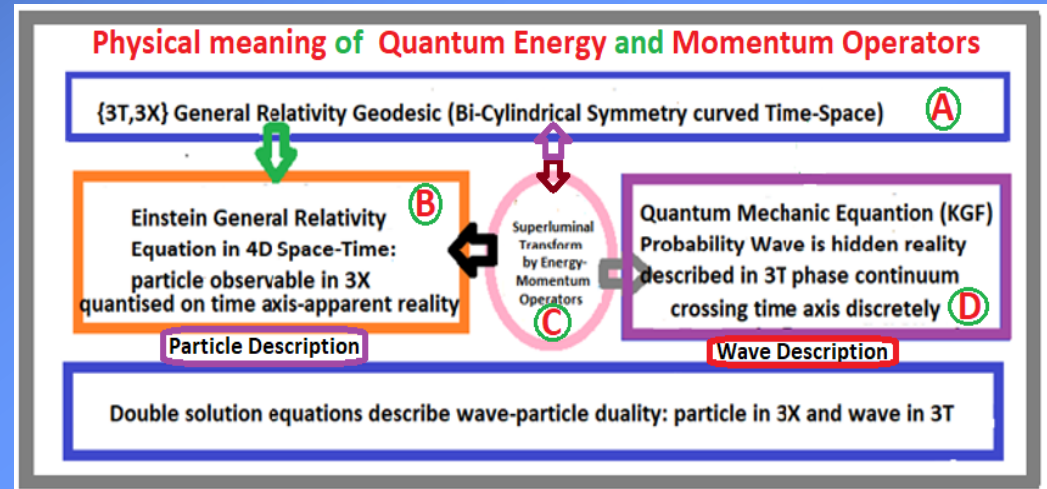 Physical meaning of Quantum Energy and Momentum Operators
{3T,3X} General Relativity Geodesic (Bi-Cylindrical Symmetry curved Time-Space)
A
Einstein General Relativity
B
Equation in 4D Space-Time:
particle observable in 3X
quantised on time axis-apparent reality
Particle Description
Superluminal
Transform
by Energy-
Momentum
Operators
C
Quantum Mechanic Equantion (KGF)
Probability Wave is hidden reality
described in 3T phase continuum
crossing time axis discretely
D
Wave Description
Double solution equations describe wave-particle duality: particle in 3X and wave in 3T